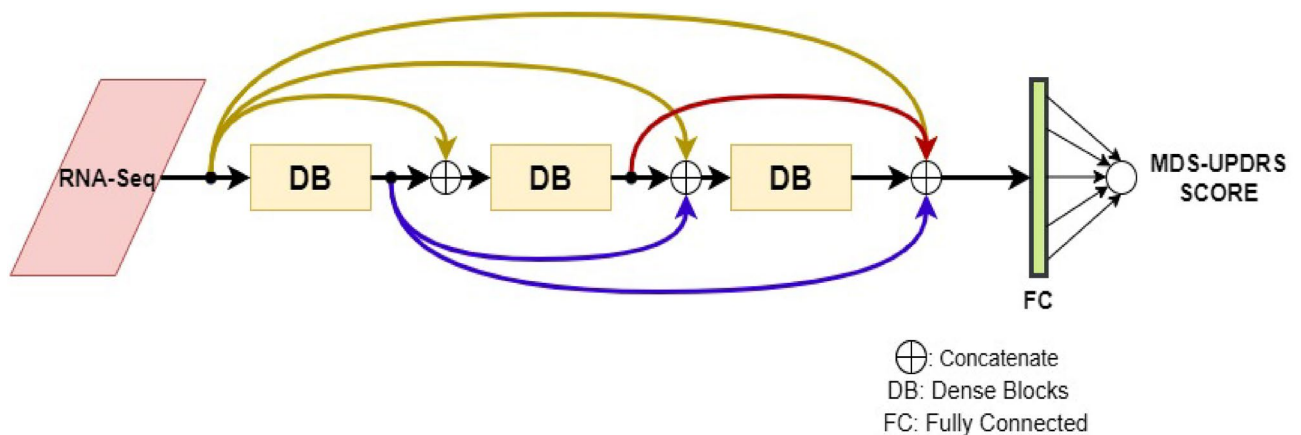 RNA-Seq
DB
DB
DB
MDS-UPDRS
SCORE
FC
⊕: Concatenate
DB: Dense Blocks
FC: Fully Connected